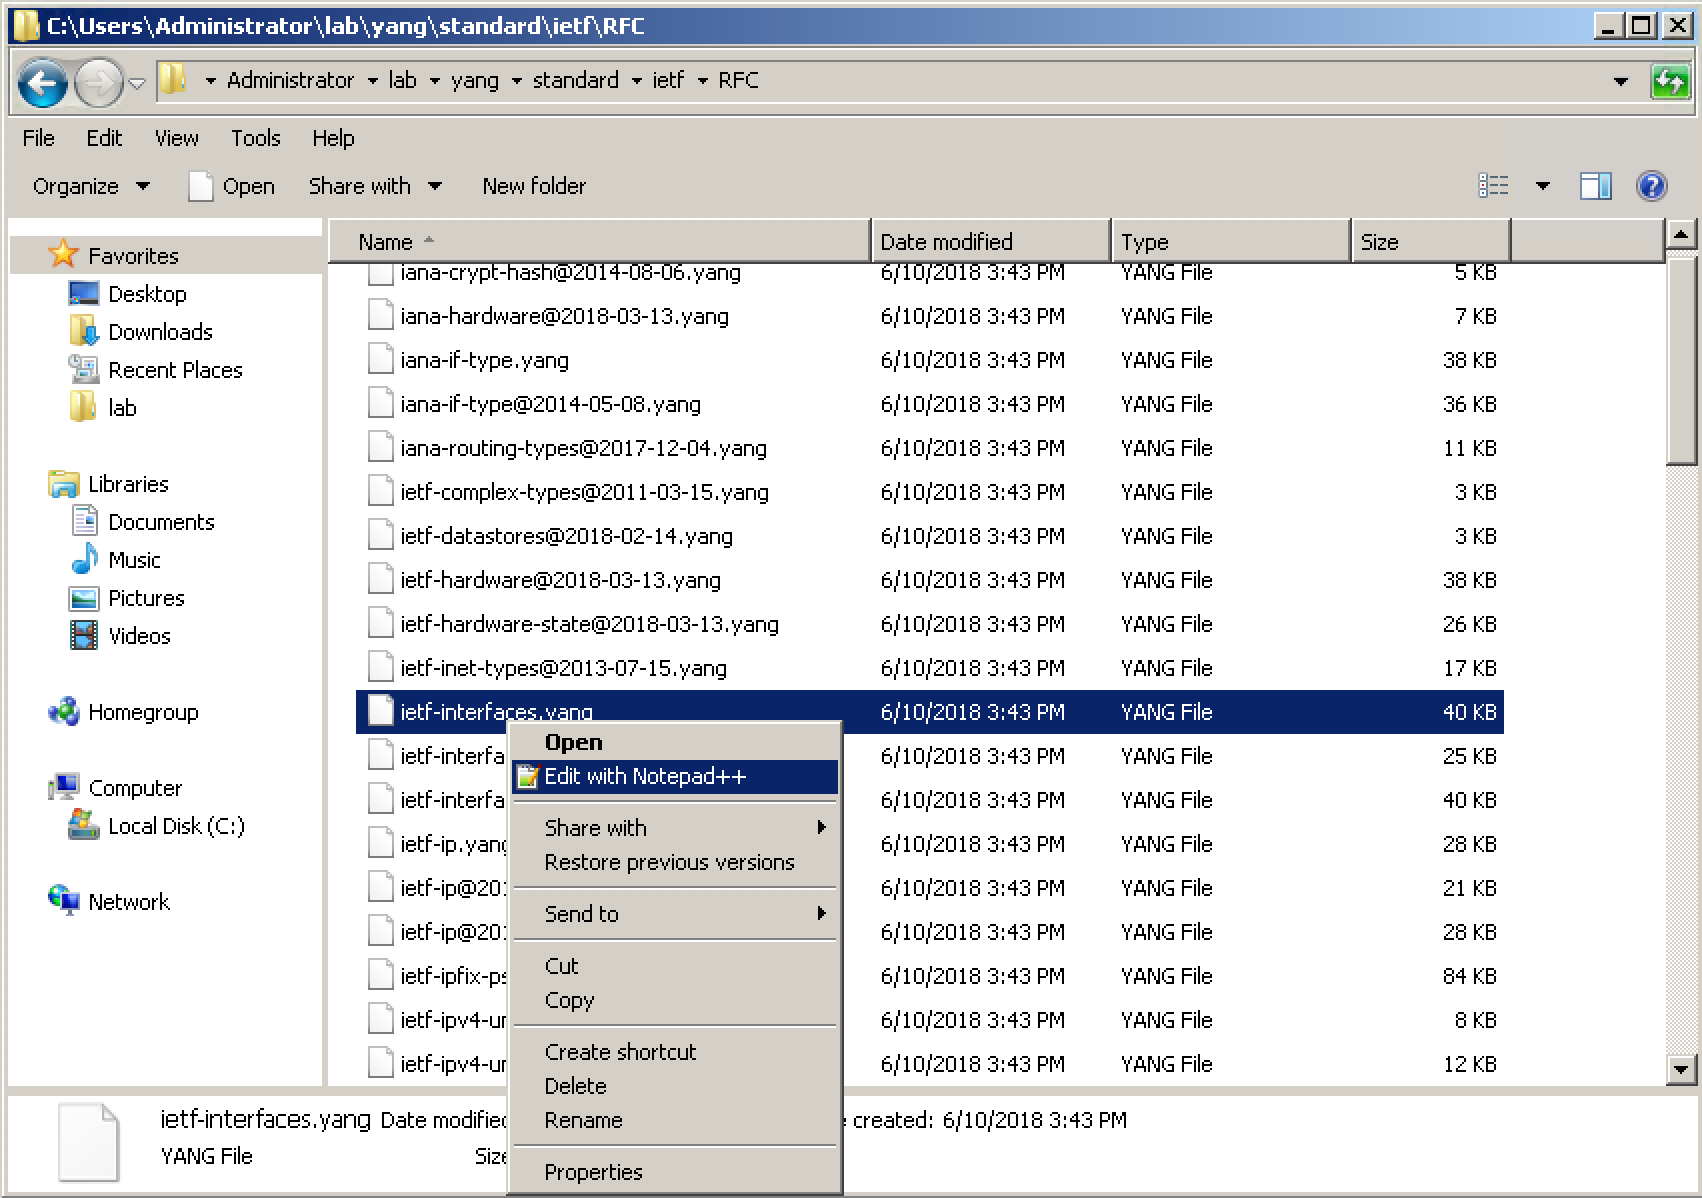 C:\Users\Administrator\lab\yang\standard\ietf\RFC
Administrator lab yang standard ietf RFC
File Edit View Tools Help
Organize Open Share with New folder
Favorites
Desktop
Downloads
Recent Places
lab
Libraries
Documents
Music
Pictures
Videos
Homegroup
Computer
Local Disk (C:)
Network
Name Date modified Type Size
iana-crypt-hash@2014-08-06.yang 6/10/2018 3:43 PM YANG File 5 KB
iana-hardware@2018-03-13.yang 6/10/2018 3:43 PM YANG File 7 KB
iana-if-type.yang 6/10/2018 3:43 PM YANG File 38 KB
iana-if-type@2014-05-08.yang 6/10/2018 3:43 PM YANG File 36 KB
iana-routing-types@2017-12-04.yang 6/10/2018 3:43 PM YANG File 11 KB
ietf-complex-types@2011-03-15.yang 6/10/2018 3:43 PM YANG File 3 KB
ietf-datastores@2018-02-14.yang 6/10/2018 3:43 PM YANG File 3 KB
ietf-hardware@2018-03-13.yang 6/10/2018 3:43 PM YANG File 38 KB
ietf-hardware-state@2018-03-13.yang 6/10/2018 3:43 PM YANG File 26 KB
ietf-inet-types@2013-07-15.yang 6/10/2018 3:43 PM YANG File 17 KB
ietf-interfaces.yang 6/10/2018 3:43 PM YANG File 40 KB
ietf-interfa 6/10/2018 3:43 PM YANG File 25 KB
ietf-interfa 6/10/2018 3:43 PM YANG File 40 KB
ietf-ip.yang 6/10/2018 3:43 PM YANG File 28 KB
ietf-ip@201 6/10/2018 3:43 PM YANG File 21 KB
ietf-ip@201 6/10/2018 3:43 PM YANG File 28 KB
ietf-ipfix-ps 6/10/2018 3:43 PM YANG File 84 KB
ietf-ipv4-un 6/10/2018 3:43 PM YANG File 8 KB
ietf-ipv4-un 6/10/2018 3:43 PM YANG File 12 KB
Open
Edit with Notepad++
Share with
Restore previous versions
Send to
Cut
Copy
Create shortcut
Delete
Rename
Properties
ietf-interfaces.yang Date modified created: 6/10/2018 3:43 PM
YANG File Size